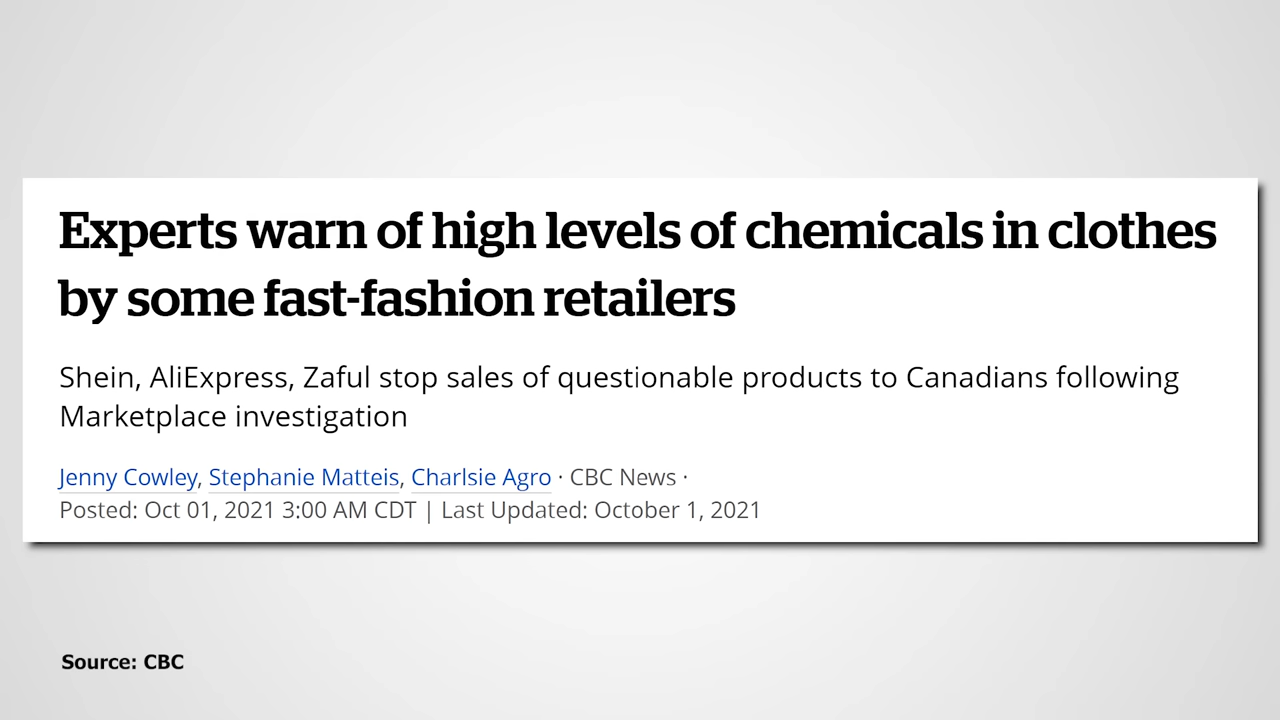 Experts warn of high levels of chemicals in clothes
by some fast-fashion retailers
Shein, AliExpress, Zaful stop sales of questionable products to Canadians following
Marketplace investigation
Jenny Cowley, Stephanie Matteis, Charlsie Agro · CBC News ·
Posted: Oct 01, 2021 3:00 AM CDT | Last Updated: October 1, 2021
Source: CBC